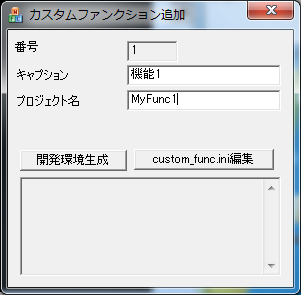 カスタムファンクション追加
番号 1
キャプション 機能1
プロジェクト名 MyFunc1
開発環境生成 custom_func.ini編集